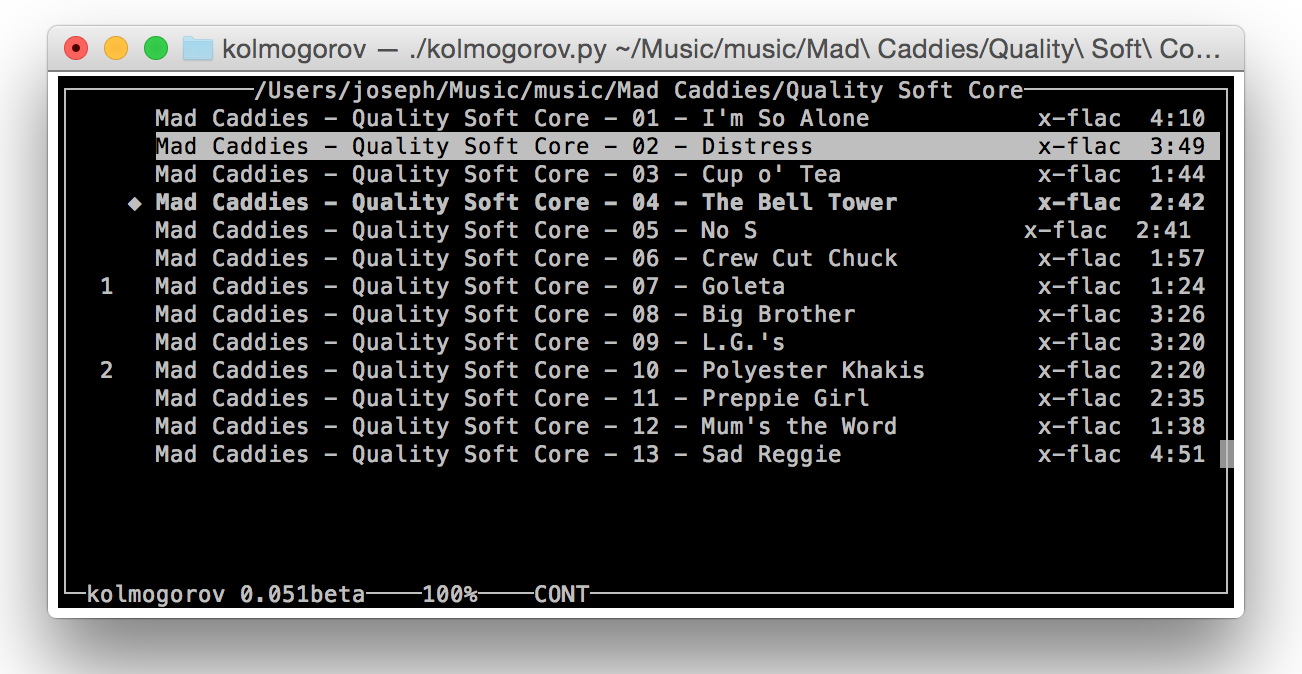 kolmogorov — ./kolmogorov.py ~/Music/music/Mad\ Caddies/Quality\ Soft\ Co…
/Users/joseph/Music/music/Mad Caddies/Quality Soft Core
Mad Caddies – Quality Soft Core – 01 – I'm So Alone x-flac 4:10
Mad Caddies – Quality Soft Core – 02 – Distress x-flac 3:49
Mad Caddies – Quality Soft Core – 03 – Cup o' Tea x-flac 1:44
◆ Mad Caddies – Quality Soft Core – 04 – The Bell Tower x-flac 2:42
Mad Caddies – Quality Soft Core – 05 – No S x-flac 2:41
Mad Caddies – Quality Soft Core – 06 – Crew Cut Chuck x-flac 1:57
1 Mad Caddies – Quality Soft Core – 07 – Goleta x-flac 1:24
Mad Caddies – Quality Soft Core – 08 – Big Brother x-flac 3:26
Mad Caddies – Quality Soft Core – 09 – L.G.'s x-flac 3:20
2 Mad Caddies – Quality Soft Core – 10 – Polyester Khakis x-flac 2:20
Mad Caddies – Quality Soft Core – 11 – Preppie Girl x-flac 2:35
Mad Caddies – Quality Soft Core – 12 – Mum's the Word x-flac 1:38
Mad Caddies – Quality Soft Core – 13 – Sad Reggie x-flac 4:51
kolmogorov 0.051beta 100% CONT